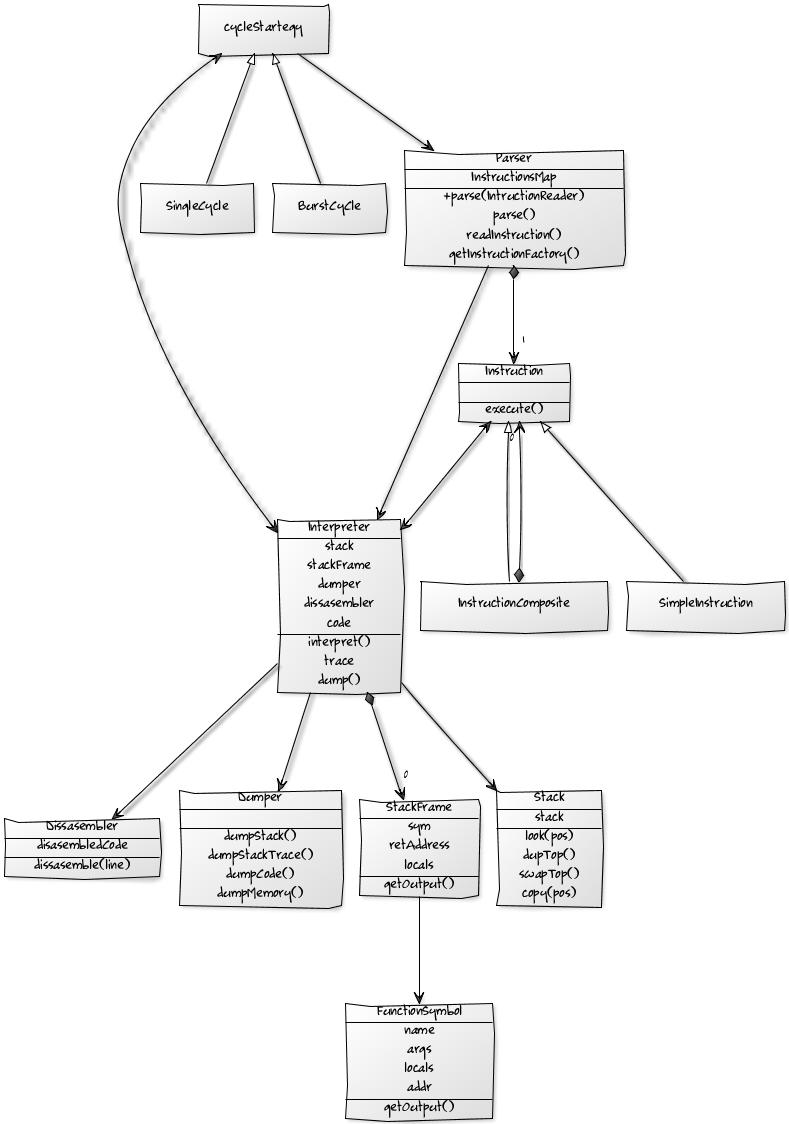 cycleStartegy
SingleCycle
BurstCycle
Parser
InstructionsMap
+parse(IntructionReader)
parse()
readInstruction()
getInstructionFactory()
1
Instruction
execute()
0
InstructionComposite
SimpleInstruction
Interpreter
stack
stackFrame
dumper
dissasembler
code
interpret()
trace
dump()
0
Dissasembler
disasembledCode
dissasemble(line)
Dumper
dumpStack()
dumpStackTrace()
dumpCode()
dumpMemory()
StackFrame
sym
retAddress
locals
getOutput()
Stack
stack
look(pos)
dupTop()
swapTop()
copy(pos)
FunctionSymbol
name
args
locals
addr
getOutput()